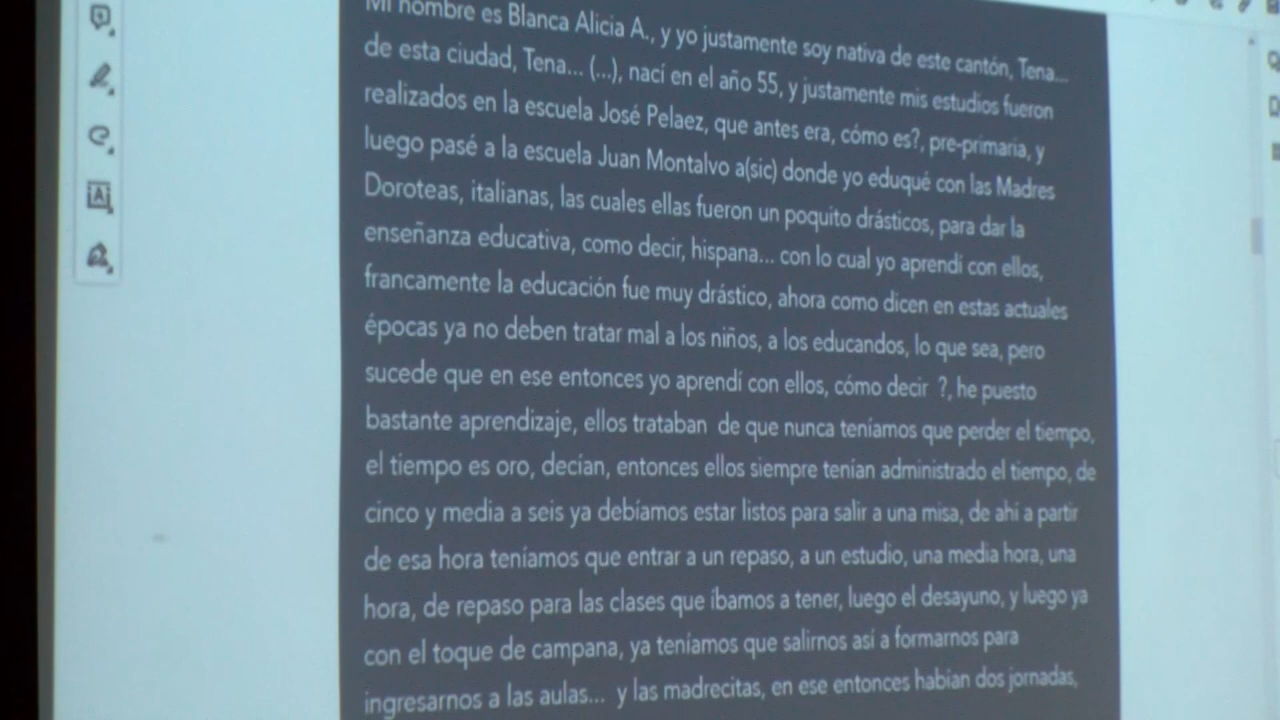 Mi nombre es Blanca Alicia A., y yo justamente soy nativa de este cantón, Tena...
de esta ciudad, Tena... (...), nací en el año 55, y justamente mis estudios fueron
realizados en la escuela José Pelaez, que antes era, cómo es?, pre-primaria, y
luego pasé a la escuela Juan Montalvo a(sic) donde yo eduqué con las Madres
Doroteas, italianas, las cuales ellas fueron un poquito drásticos, para dar la
enseñanza educativa, como decir, hispana... con lo cual yo aprendí con ellos,
francamente la educación fue muy drástico, ahora como dicen en estas actuales
épocas ya no deben tratar mal a los niños, a los educandos, lo que sea, pero
sucede que en ese entonces yo aprendí con ellos, cómo decir ?, he puesto
bastante aprendizaje, ellos trataban de que nunca teníamos que perder el tiempo,
el tiempo es oro, decían, entonces ellos siempre tenían administrado el tiempo, de
cinco y media a seis ya debíamos estar listos para salir a una misa, de ahí a partir
de esa hora teníamos que entrar a un repaso, a un estudio, una media hora, una
hora, de repaso para las clases que íbamos a tener, luego el desayuno, y luego ya
con el toque de campana, ya teníamos que salirnos así a formarnos para
ingresarnos a las aulas... y las madrecitas, en ese entonces habían dos jornadas,